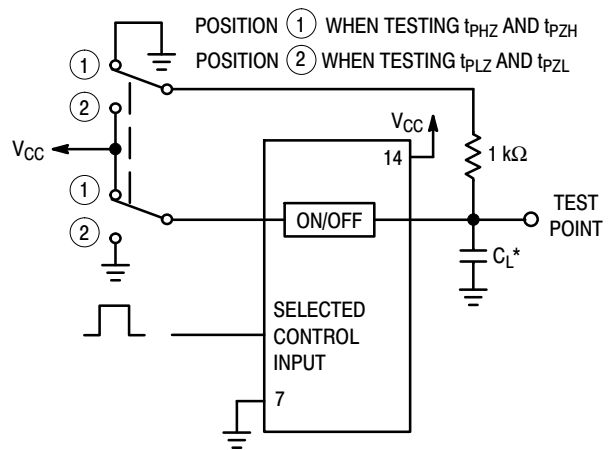 POSITION 1 WHEN TESTING tPHZ AND tPZH
POSITION 2 WHEN TESTING tPLZ AND tPZL
1
2
VCC
1
2
VCC
14
1 kΩ
ON/OFF
TEST
POINT
CL*
SELECTED
CONTROL
INPUT
7